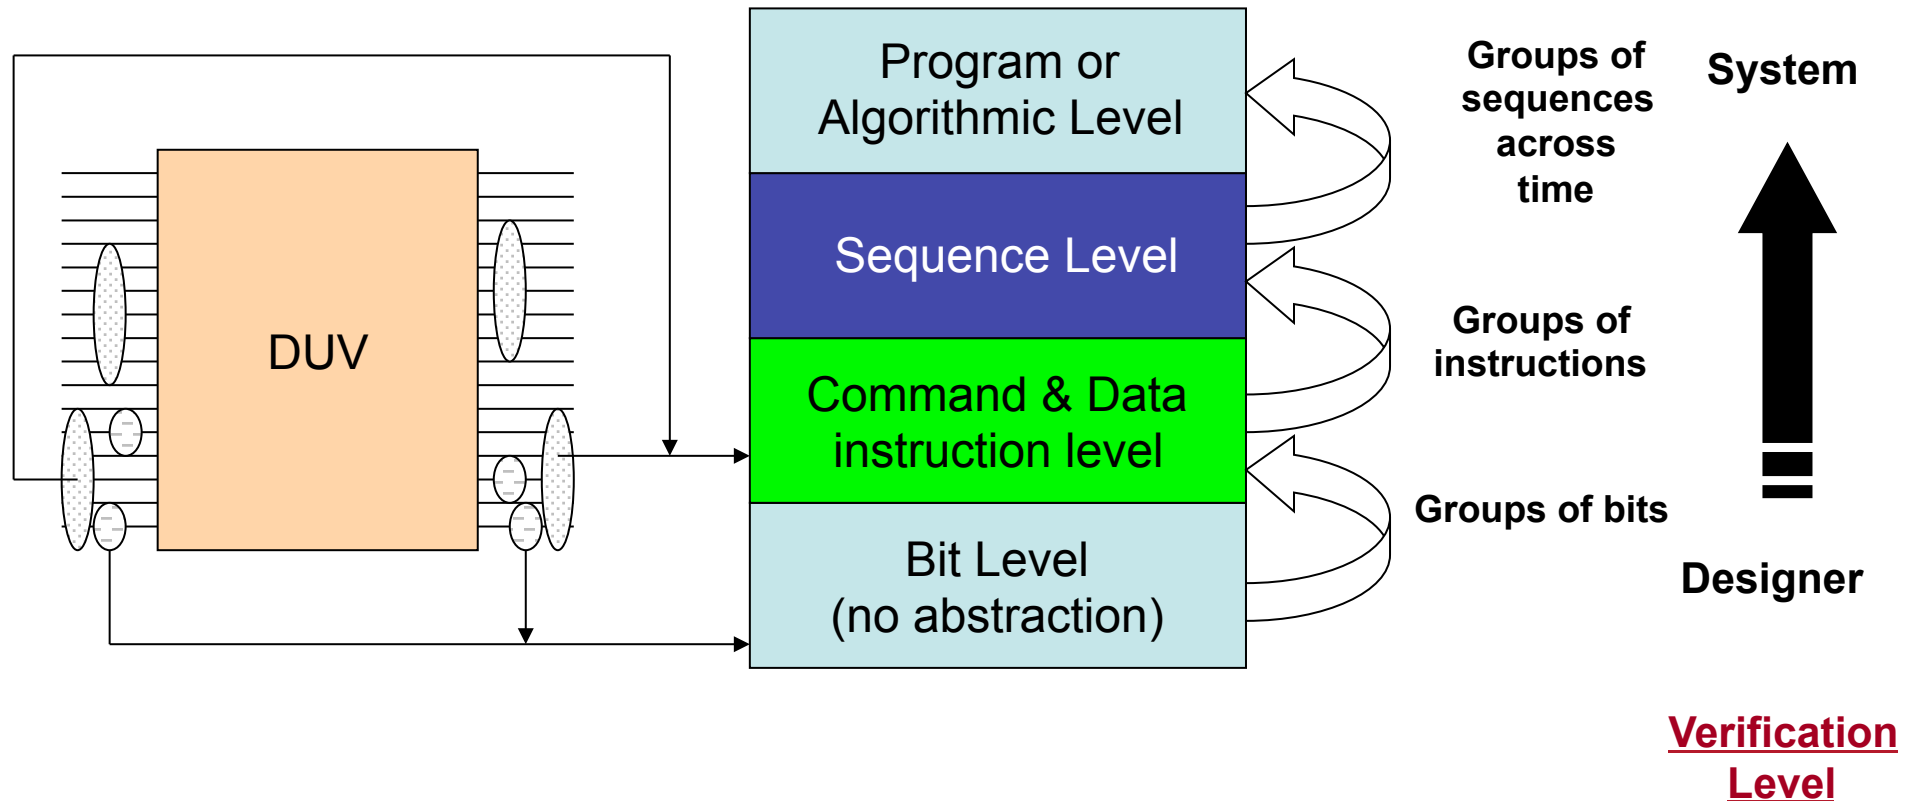 DUV
Program or
Algorithmic Level
Sequence Level
Command & Data
instruction level
Bit Level
(no abstraction)
Groups of
sequences
across
time
Groups of
instructions
Groups of bits
System
Designer
Verification
Level